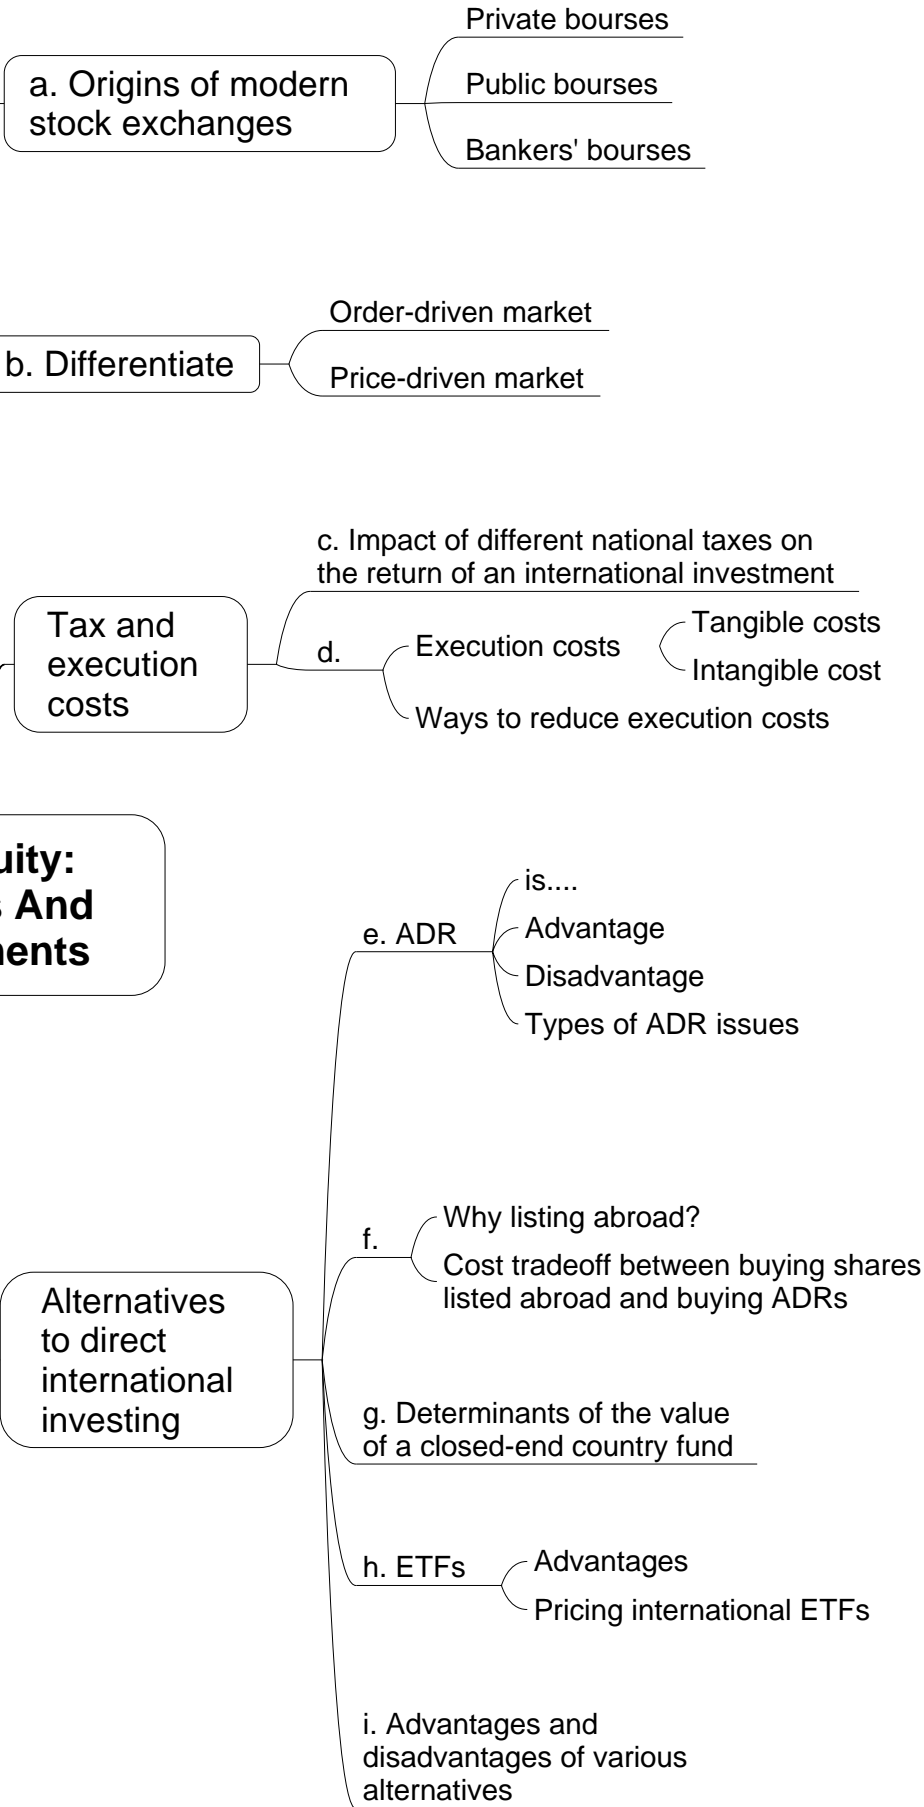 Private bourses
a. Origins of modern
stock exchanges
Public bourses
Bankers' bourses
Order-driven market
b. Differentiate
Price-driven market
c. Impact of different national taxes on
the return of an international investment
Tax and
execution
costs
d.
Execution costs
Tangible costs
Intangible cost
Ways to reduce execution costs
uity:
s And
nents
e. ADR
is....
Advantage
Disadvantage
Types of ADR issues
f.
Why listing abroad?
Cost tradeoff between buying shares
listed abroad and buying ADRs
Alternatives
to direct
international
investing
g. Determinants of the value
of a closed-end country fund
h. ETFs
Advantages
Pricing international ETFs
i. Advantages and
disadvantages of various
alternatives